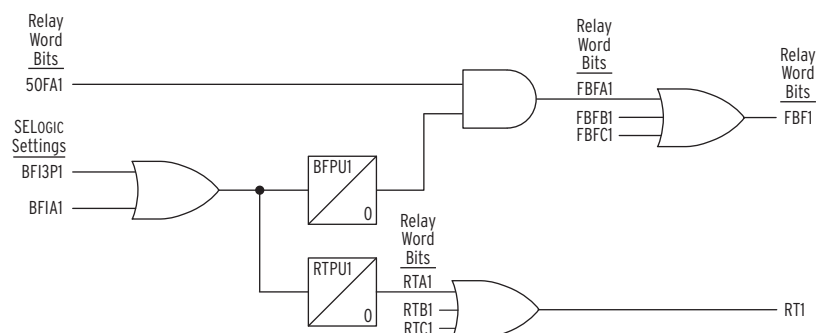 Relay
Word
Bits
50FA1
SELOGIC
Settings
BFI3P1
BFIA1
BFPU1
0
RTPU1
0
Relay
Word
Bits
FBFA1
FBFB1
FBFC1
Relay
Word
Bits
FBF1
Relay
Word
Bits
RTA1
RTB1
RTC1
RT1